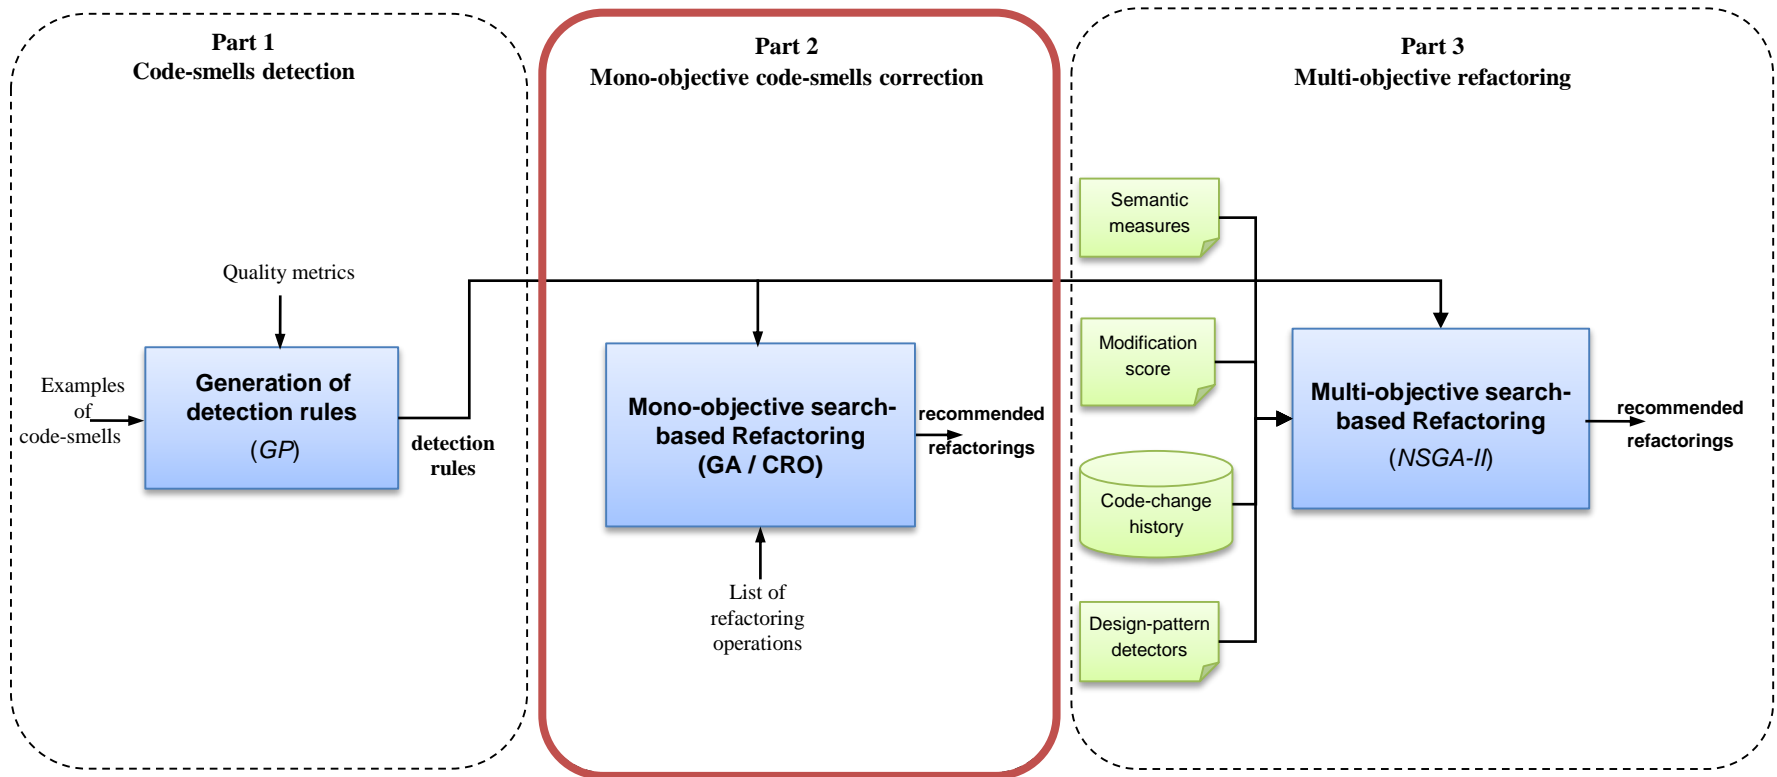 Part 1
Code-smells detection
Quality metrics
Examples
of
code-smells
Generation of
detection rules
(GP)
detection
rules
Part 2
Mono-objective code-smells correction
Mono-objective search-
based Refactoring
(GA / CRO)
recommended
refactorings
List of
refactoring
operations
Part 3
Multi-objective refactoring
Semantic
measures
Modification
score
Code-change
history
Design-pattern
detectors
Multi-objective search-
based Refactoring
(NSGA-II)
recommended
refactorings